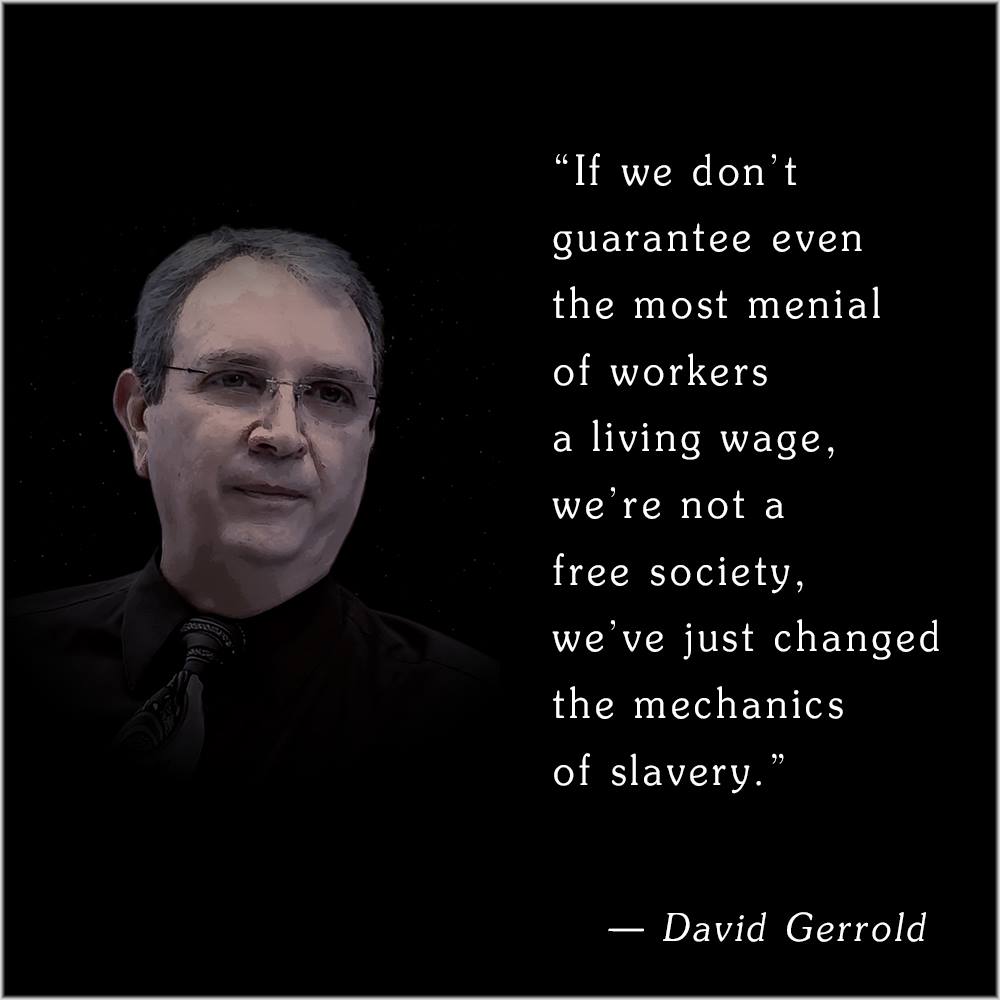 “If we don’t
guarantee even
the most menial
of workers
a living wage,
we’re not a
free society,
we’ve just changed
the mechanics
of slavery.”
— David Gerrold